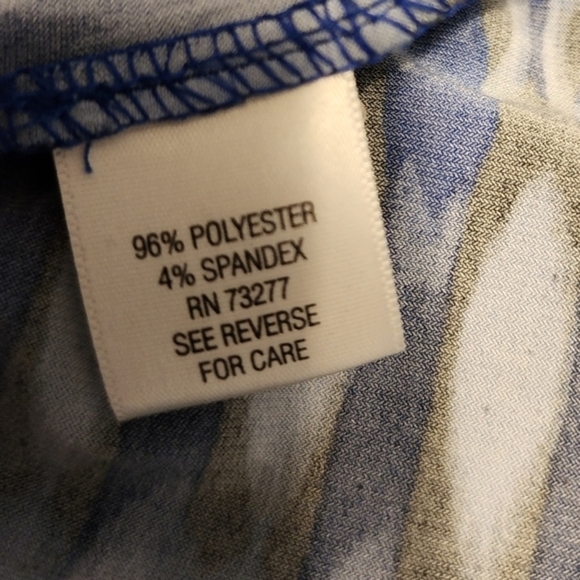 96% POLYESTER
4% SPANDEX
RN 73277
SEE REVERSE
FOR CARE